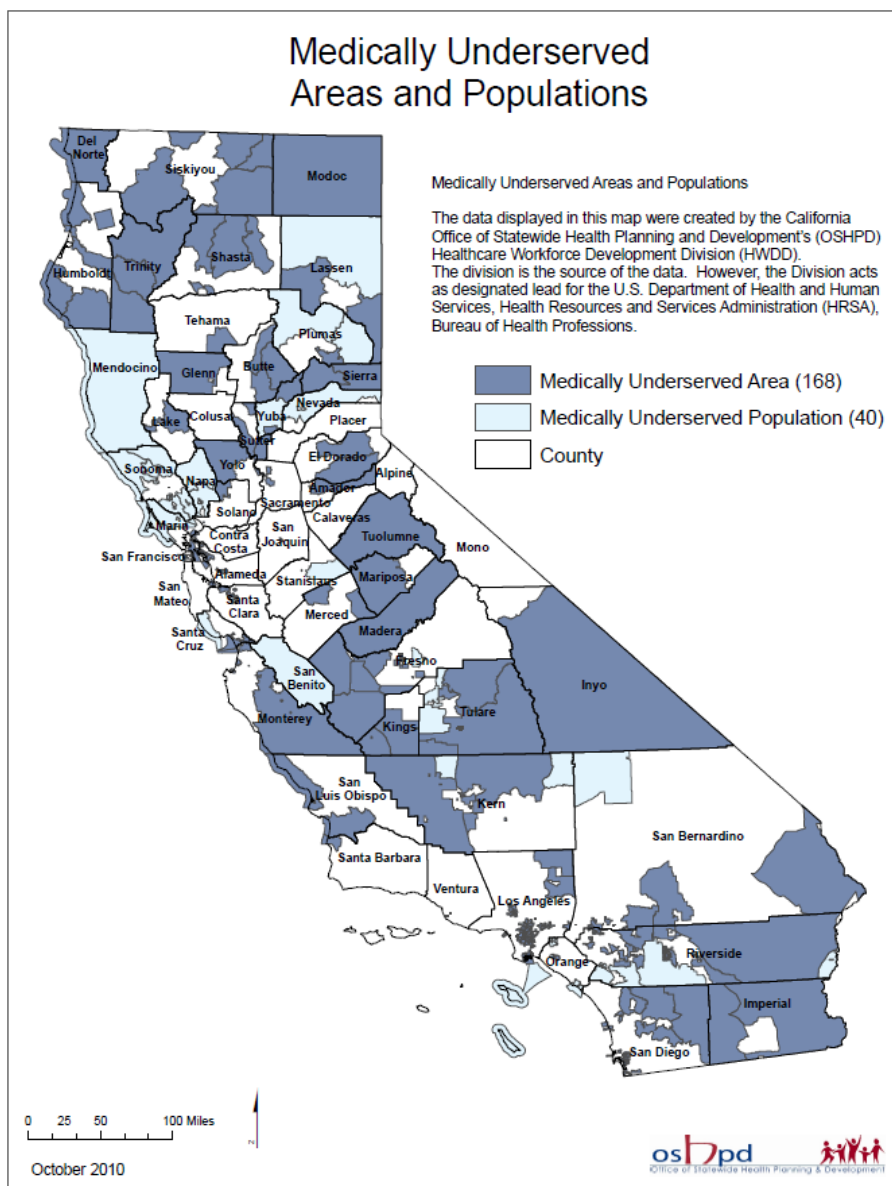 Medically Underserved
Areas and Populations
Medically Underserved Areas and Populations
The data displayed in this map were created by the California
Office of Statewide Health Planning and Development's (OSHPD)
Healthcare Workforce Development Division (HWDD).
The division is the source of the data.  However, the Division acts
as designated lead for the U.S. Department of Health and Human
Services, Health Resources and Services Administration (HRSA),
Bureau of Health Professions.
Medically Underserved Area (168)
Medically Underserved Population (40)
County
Del
Norte
Siskiyou
Modoc
Humboldt
Trinity
Shasta
Lassen
Tehama
Plumas
Mendocino
Glenn
Butte
Sierra
Nevada
Lake
Colusa
Yuba
Placer
Sutter
Sonoma
Napa
Yolo
El Dorado
Alpine
Amador
Sacramento
Solano
Calaveras
Marin
Contra
Costa
San
Joaquin
Tuolumne
Mono
San Francisco
Alameda
Stanislaus
Mariposa
San
Mateo
Santa
Clara
Merced
Santa
Cruz
Madera
San
Benito
Fresno
Inyo
Monterey
Kings
Tulare
San
Luis Obispo
Kern
San Bernardino
Santa Barbara
Ventura
Los Angeles
Orange
Riverside
Imperial
San Diego
0 25 50 100 Miles
z
October 2010
oshpd
Office of Statewide Health Planning & Development